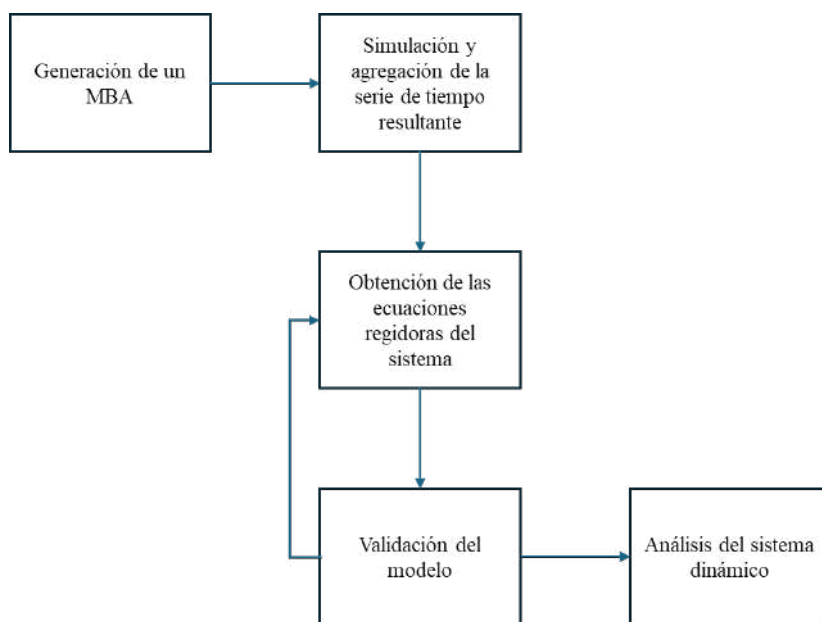 Generación de un
MBA
Simulación y
agregación de la
serie de tiempo
resultante
Obtención de las
ecuaciones
regidoras del
sistema
Validación del
modelo
Análisis del sistema
dinámico